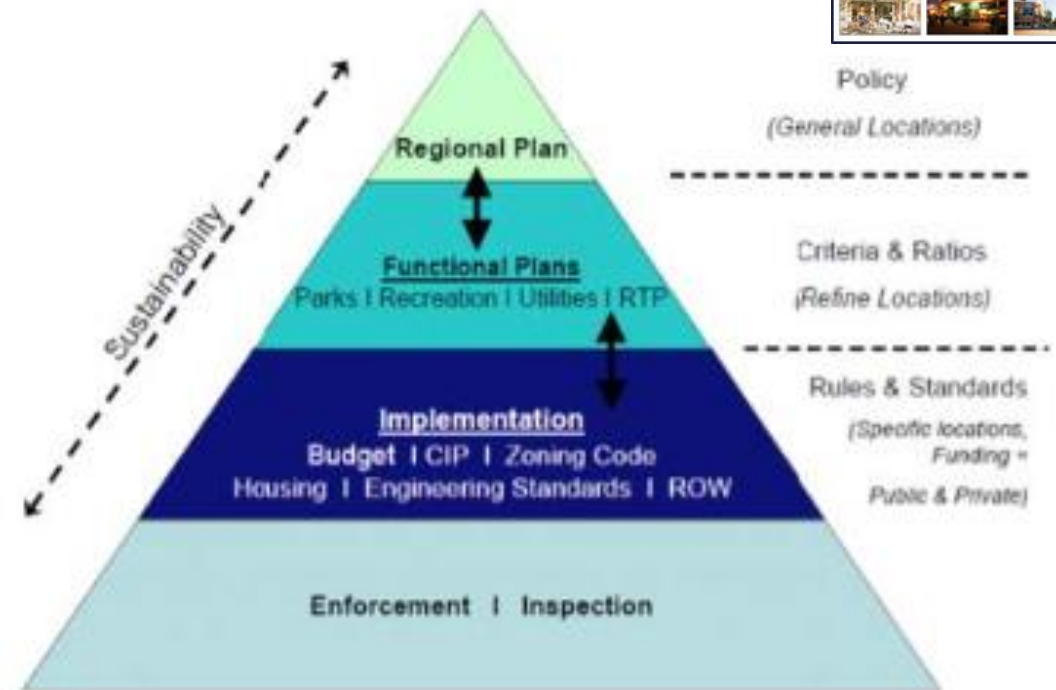 Policy
(General Locations)
Regional Plan
Sustainability
Criteria & Ratios
(Refine Locations)
Functional Plans
Parks I Recreation I Utilities I RTP
Rules & Standards
(Specific locations,
Funding =
Public & Private)
Implementation
Budget I CIP I Zoning Code
Housing I Engineering Standards I ROW
Enforcement I Inspection